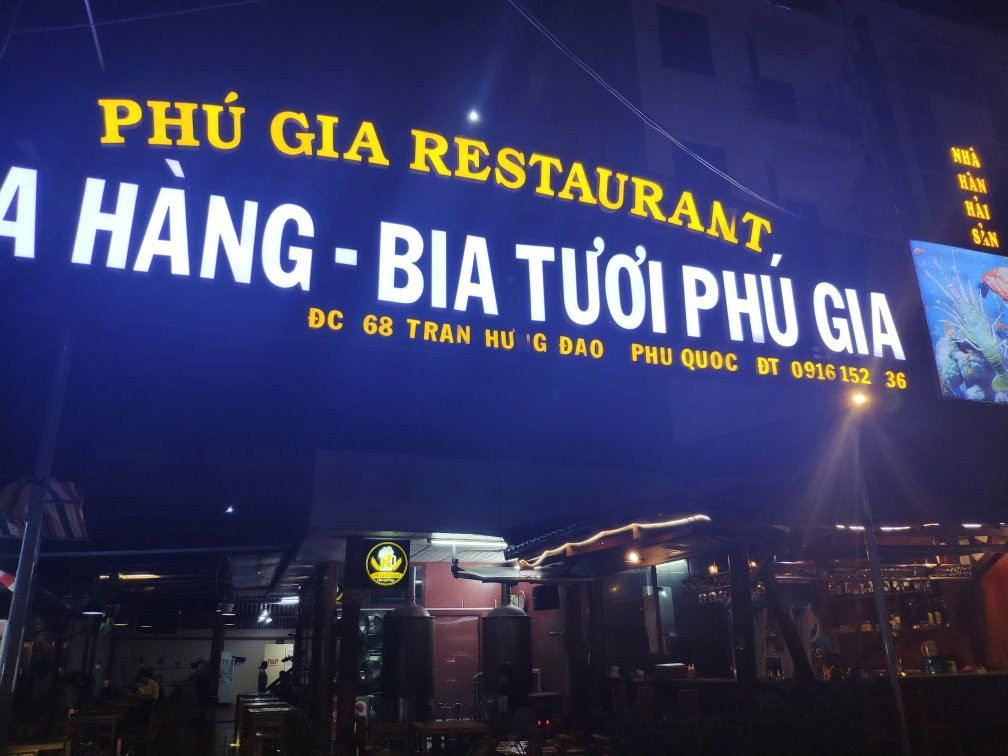 PHÚ GIA RESTAURANT
A HÀNG - BIA TƯƠI PHÚ GIA
ĐC 68 TRAN HƯ G ĐAO PHU QUOC ĐT 0916 152 36
NHÀ
HÀN
HẢI
SẢN